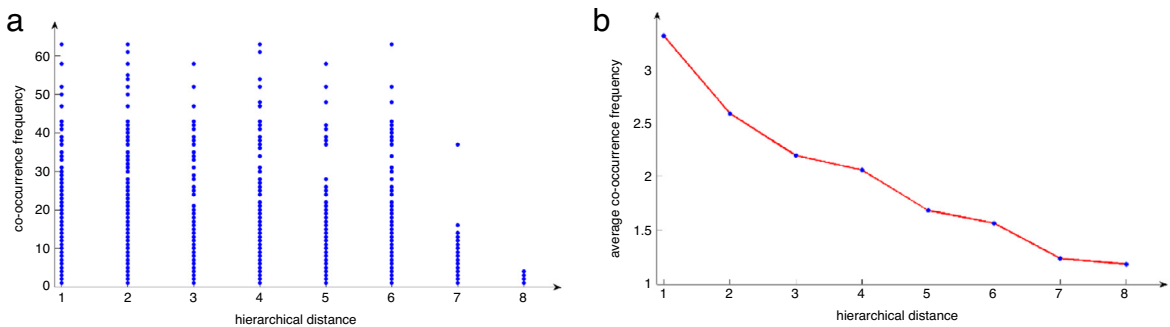 a
co-occurrence frequency
60
50
40
30
20
10
0
1 2 3 4 5 6 7 8
hierarchical distance
b
average co-occurrence frequency
3
2.5
2
1.5
1
1 2 3 4 5 6 7 8
hierarchical distance